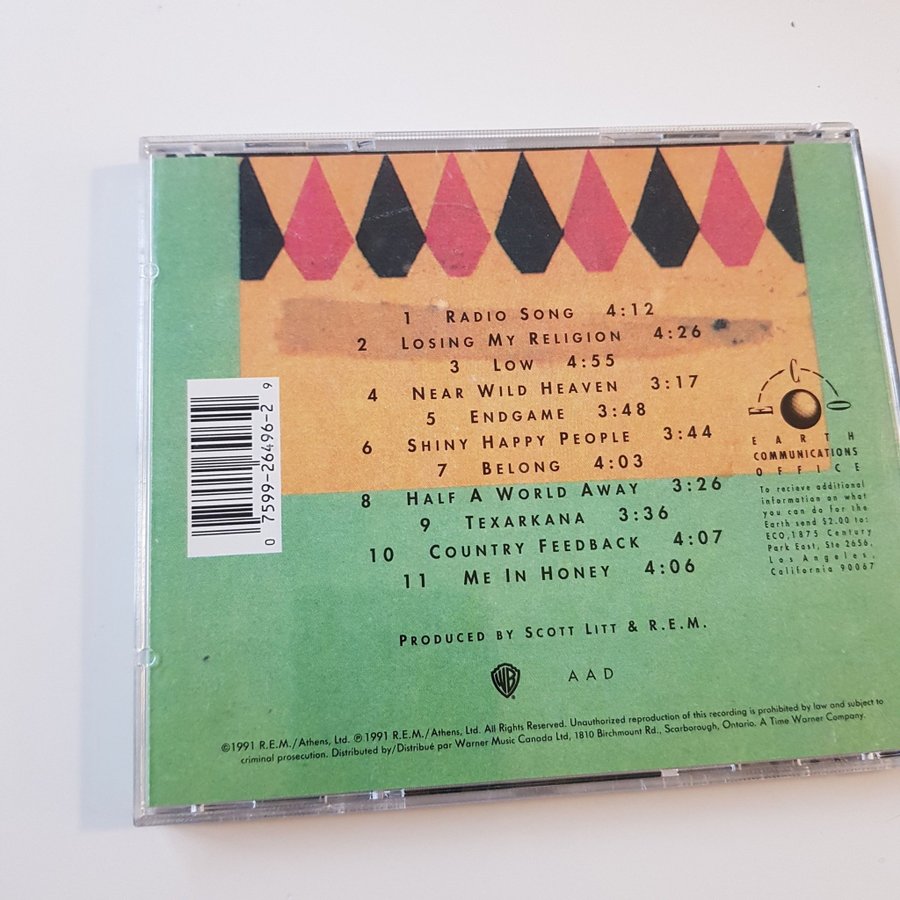 1 RADIO SONG 4:12
2 LOSING MY RELIGION 4:26
3 LOW 4:55
4 NEAR WILD HEAVEN 3:17
5 ENDGAME 3:48
6 SHINY HAPPY PEOPLE 3:44
7 BELONG 4:03
8 HALF A WORLD AWAY 3:26
9 TEXARKANA 3:36
10 COUNTRY FEEDBACK 4:07
11 ME IN HONEY 4:06
0 7599-26496-2 9
E C O
EARTH
COMMUNICATIONS
OFFICE
To recieve additional
information on what
you can do for the
Earth send $2.00 to:
ECO, 1875 Century
Park East, Ste 2656,
Los Angeles,
California 90067
PRODUCED BY SCOTT LITT & R.E.M.
WB
AAD
©1991 R.E.M./Athens, Ltd. ℗1991 R.E.M./Athens, Ltd. All Rights Reserved. Unauthorized reproduction of this recording is prohibited by law and subject to
criminal prosecution. Distributed by/Distribué par Warner Music Canada Ltd, 1810 Birchmount Rd., Scarborough, Ontario. A Time Warner Company.